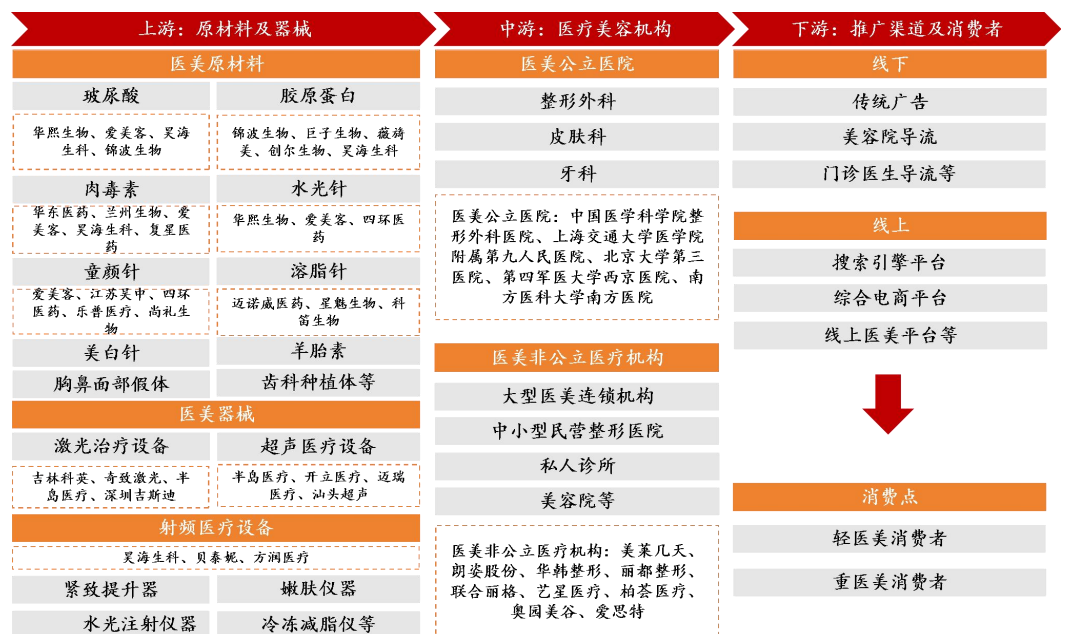 上游：原材料及器械
医美原材料
玻尿酸
胶原蛋白
华熙生物、爱美客、昊海
生科、锦波生物
锦波生物、巨子生物、薇旖
美、创尔生物、昊海生科
肉毒素
水光针
华东医药、兰州生物、爱
美客、昊海生科、复星医
药
华熙生物、爱美客、四环医
药
童颜针
溶脂针
爱美客、江苏吴中、四环
医药、乐普医疗、尚礼生
物
迈诺威医药、星魅生物、科
笛生物
美白针
羊胎素
胸鼻面部假体
齿科种植体等
医美器械
激光治疗设备
超声医疗设备
吉林科英、奇致激光、半
岛医疗、深圳吉斯迪
半岛医疗、开立医疗、迈瑞
医疗、汕头超声
射频医疗设备
昊海生科、贝泰妮、方润医疗
紧致提升器
嫩肤仪器
水光注射仪器
冷冻减脂仪等
中游：医疗美容机构
医美公立医院
整形外科
皮肤科
牙科
医美公立医院：中国医学科学院整
形外科医院、上海交通大学医学院
附属第九人民医院、北京大学第三
医院、第四军医大学西京医院、南
方医科大学南方医院
医美非公立医疗机构
大型医美连锁机构
中小型民营整形医院
私人诊所
美容院等
医美非公立医疗机构：美莱几天、
朗姿股份、华韩整形、丽都整形、
联合丽格、艺星医疗、柏荟医疗、
奥园美谷、爱思特
下游：推广渠道及消费者
线下
传统广告
美容院导流
门诊医生导流等
线上
搜索引擎平台
综合电商平台
线上医美平台等
消费点
轻医美消费者
重医美消费者